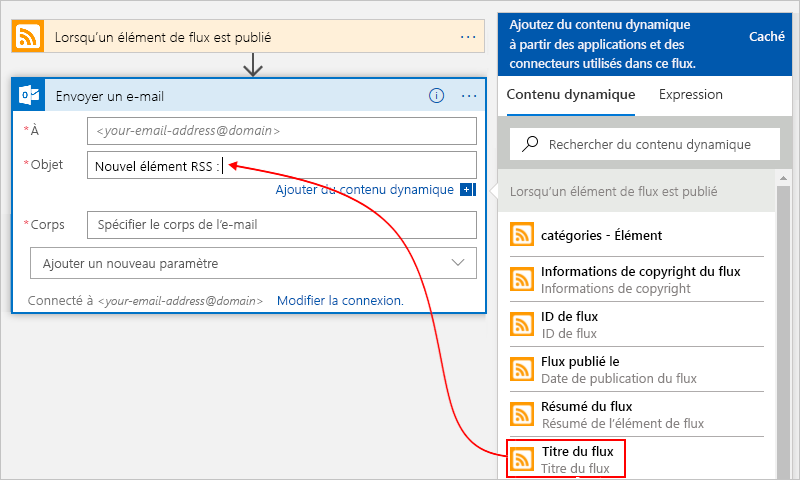 Lorsqu'un élément de flux est publié
Envoyer un e-mail
*À
<your-email-address@domain>
*Objet
Nouvel élément RSS :
Ajouter du contenu dynamique
*Corps
Spécifier le corps de l'e-mail
Ajouter un nouveau paramètre
Connecté à <your-email-address@domain> Modifier la connexion.
Ajoutez du contenu dynamique
à partir des applications et des
connecteurs utilisés dans ce flux.
Caché
Contenu dynamique
Expression
Rechercher du contenu dynamique
Lorsqu'un élément de flux est publié
catégories - Élément
Informations de copyright du flux
Informations de copyright
ID de flux
ID de flux
Flux publié le
Date de publication du flux
Résumé du flux
Résumé de l'élément de flux
Titre du flux
Titre du flux